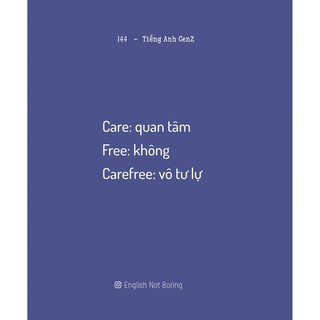 144 - Tiếng Anh GenZ
Care: quan tâm
Free: không
Carefree: vô tư lự
English Not Boring